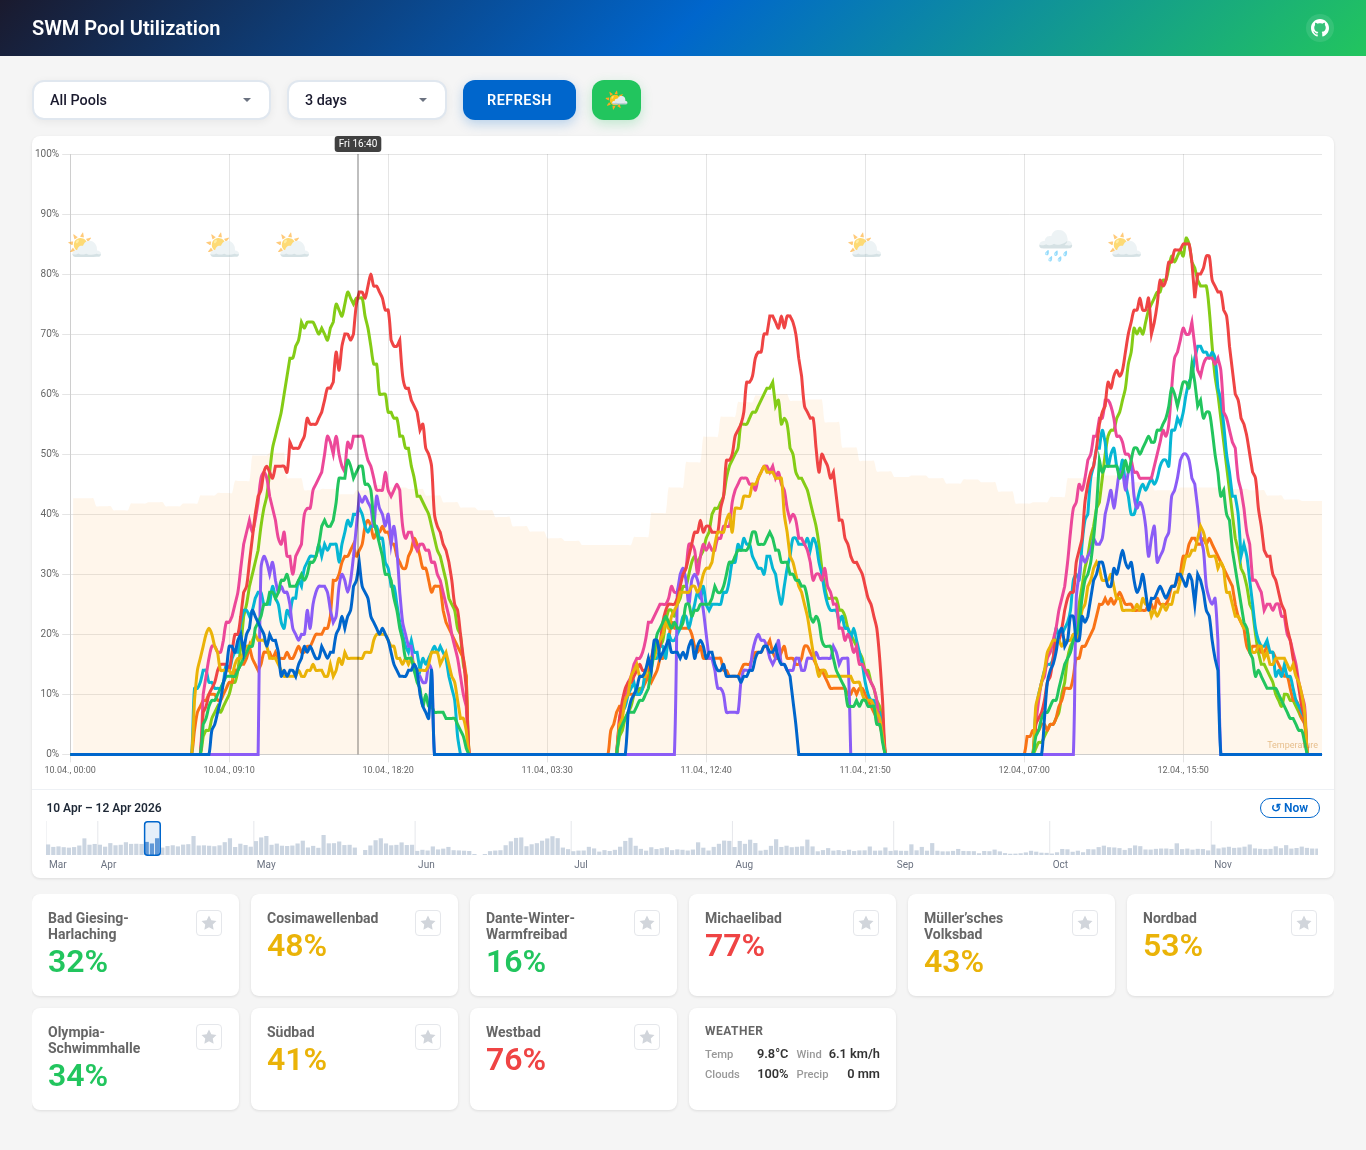 SWM Pool Utilization
All Pools
3 days
REFRESH
Fri 16:40
100%
90%
80%
70%
60%
50%
40%
30%
20%
10%
0%
Temperature
10.04., 00:00
10.04., 09:10
10.04., 18:20
11.04., 03:30
11.04., 12:40
11.04., 21:50
12.04., 07:00
12.04., 15:50
10 Apr – 12 Apr 2026
↺ Now
Mar
Apr
May
Jun
Jul
Aug
Sep
Oct
Nov
Bad Giesing-
Harlaching
32%
Cosimawellenbad
48%
Dante-Winter-
Warmfreibad
16%
Michaelibad
77%
Müller’sches
Volksbad
43%
Nordbad
53%
Olympia-
Schwimmhalle
34%
Südbad
41%
Westbad
76%
WEATHER
Temp 9.8°C Wind 6.1 km/h
Clouds 100% Precip 0 mm